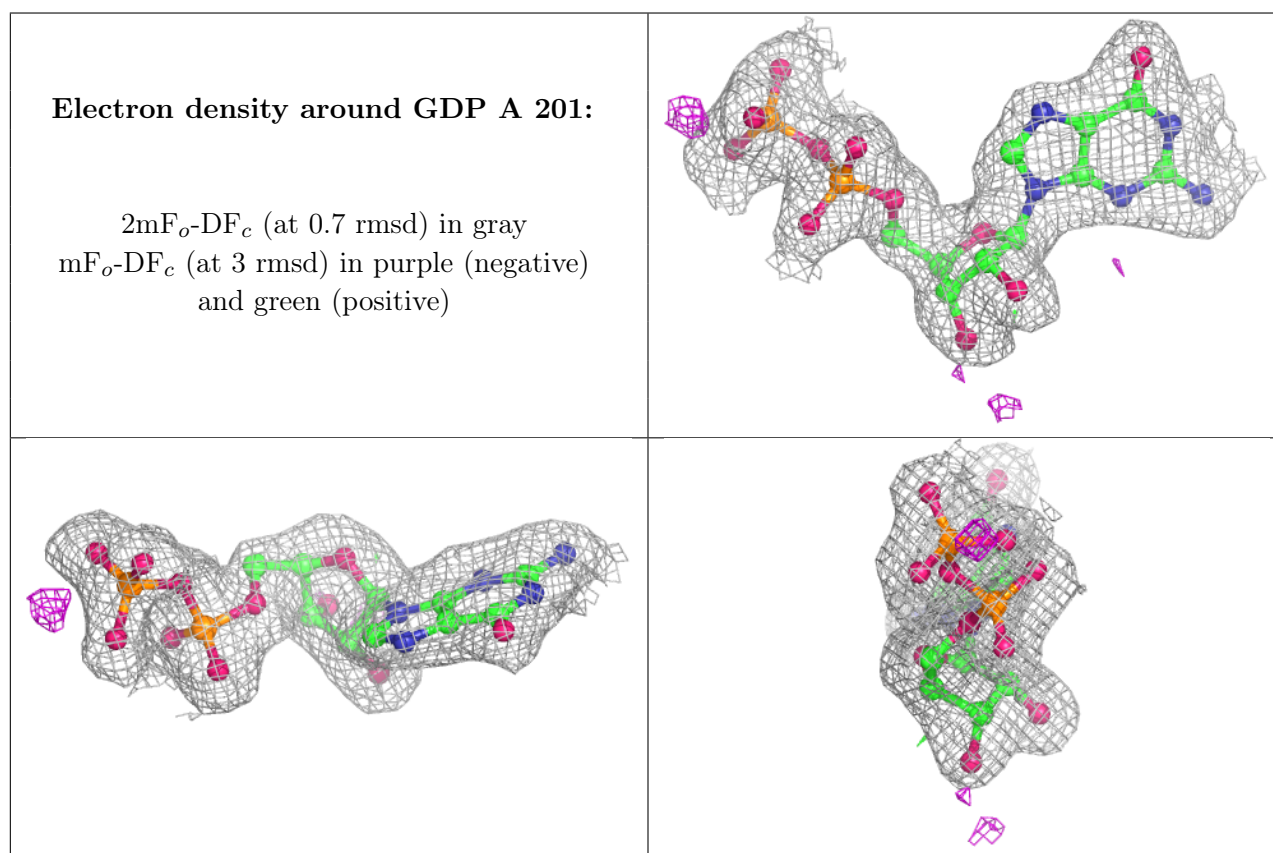 Electron density around GDP A 201:
2mFo-DFc (at 0.7 rmsd) in gray
mFo-DFc (at 3 rmsd) in purple (negative)
and green (positive)